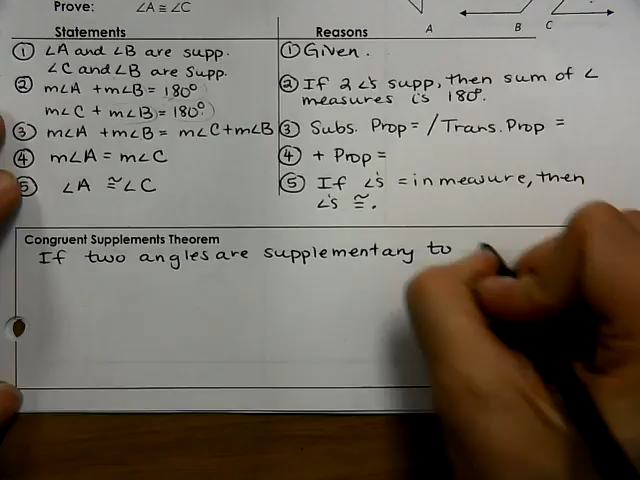 Prove: ∠A ≅ ∠C
A B C
Statements Reasons
① ∠A and ∠B are supp. ① Given.
∠C and ∠B are supp.
② m∠A + m∠B = 180° ② If 2 ∠'s supp, then sum of ∠
m∠C + m∠B = 180° measures is 180°.
③ m∠A + m∠B = m∠C + m∠B ③ Subs. Prop = / Trans. Prop =
④ m∠A = m∠C ④ + Prop =
⑤ ∠A ≅ ∠C ⑤ If ∠'s = in measure, then
∠'s ≅.
Congruent Supplements Theorem
If two angles are supplementary to